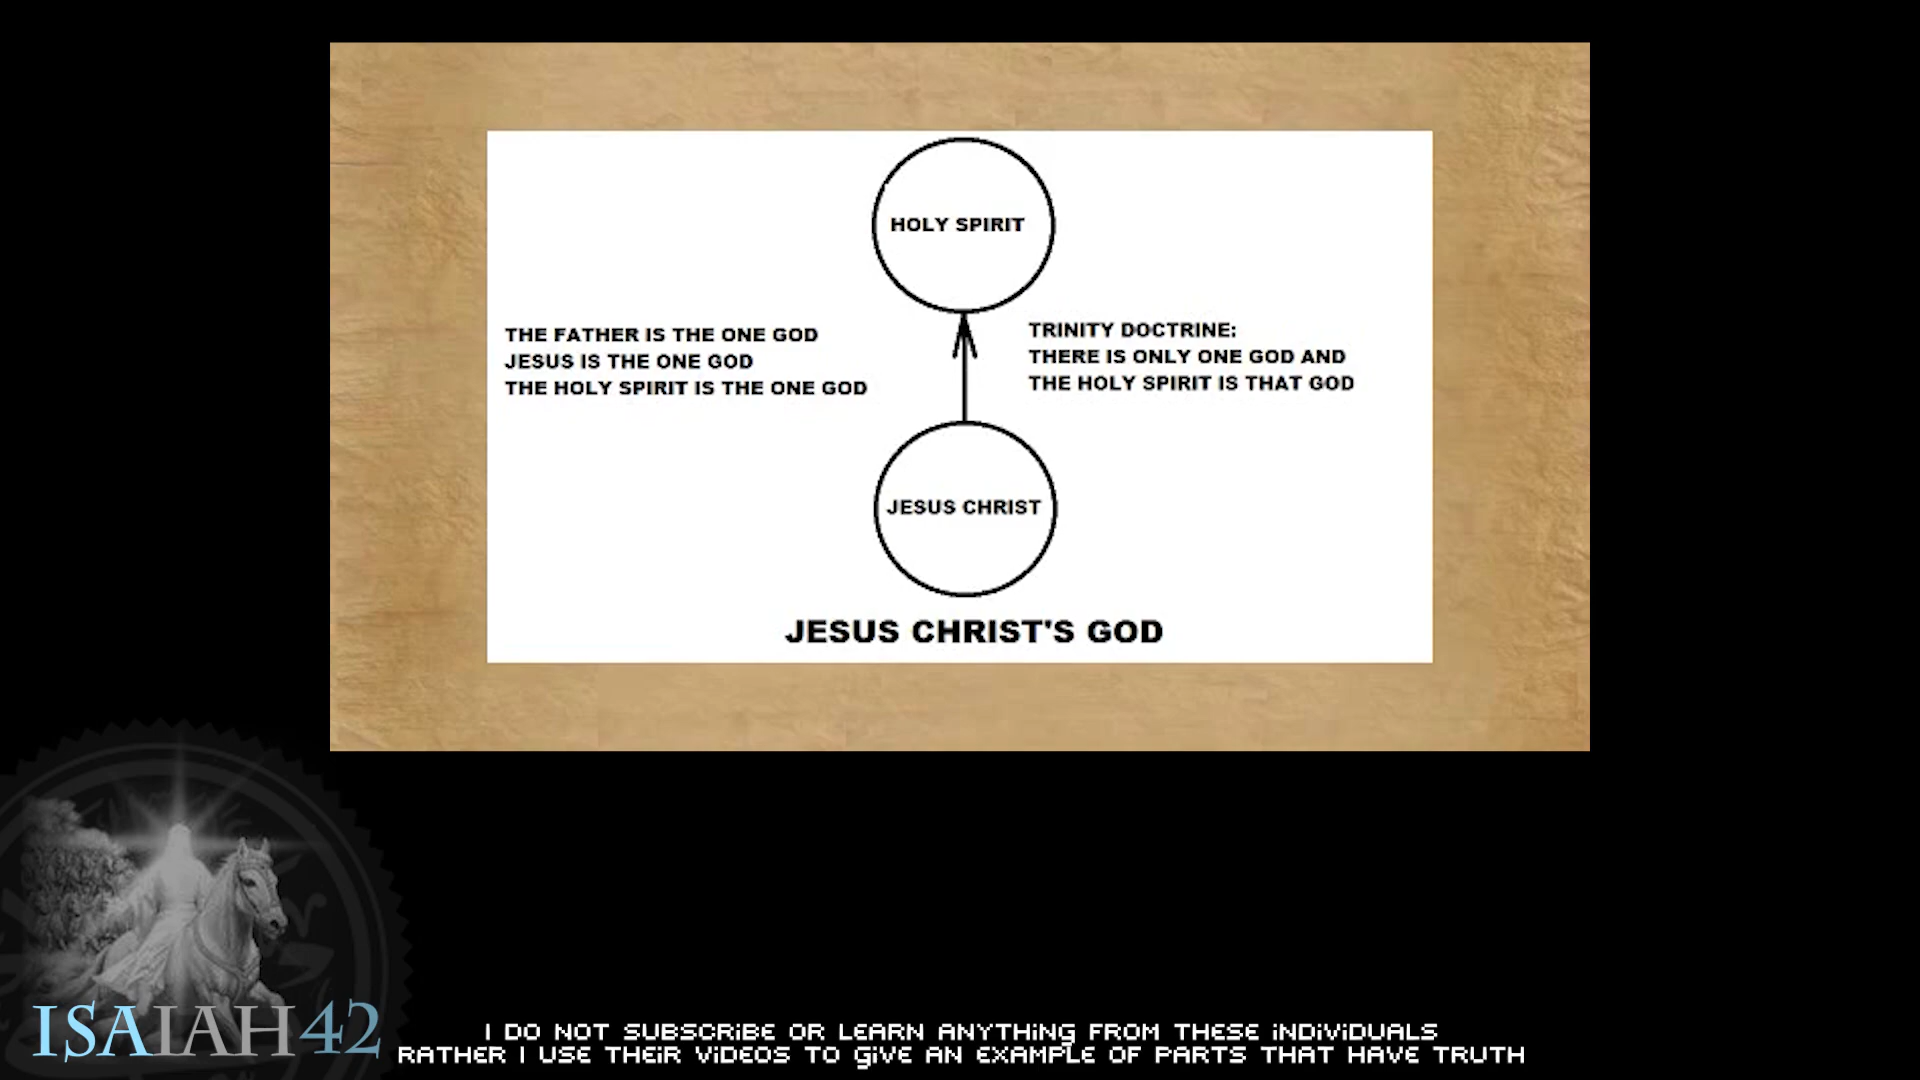 HOLY SPIRIT
THE FATHER IS THE ONE GOD
JESUS IS THE ONE GOD
THE HOLY SPIRIT IS THE ONE GOD
TRINITY DOCTRINE:
THERE IS ONLY ONE GOD AND
THE HOLY SPIRIT IS THAT GOD
JESUS CHRIST
JESUS CHRIST'S GOD
ISAIAH 42
I DO NOT SUBSCRiBE OR LEARN ANYTHiNg FROM THESE iNDiViDUALS
RATHER I USE THEiR ViDEOS TO giVE AN EXAMPLE OF PARTS THAT HAVE TRUTH